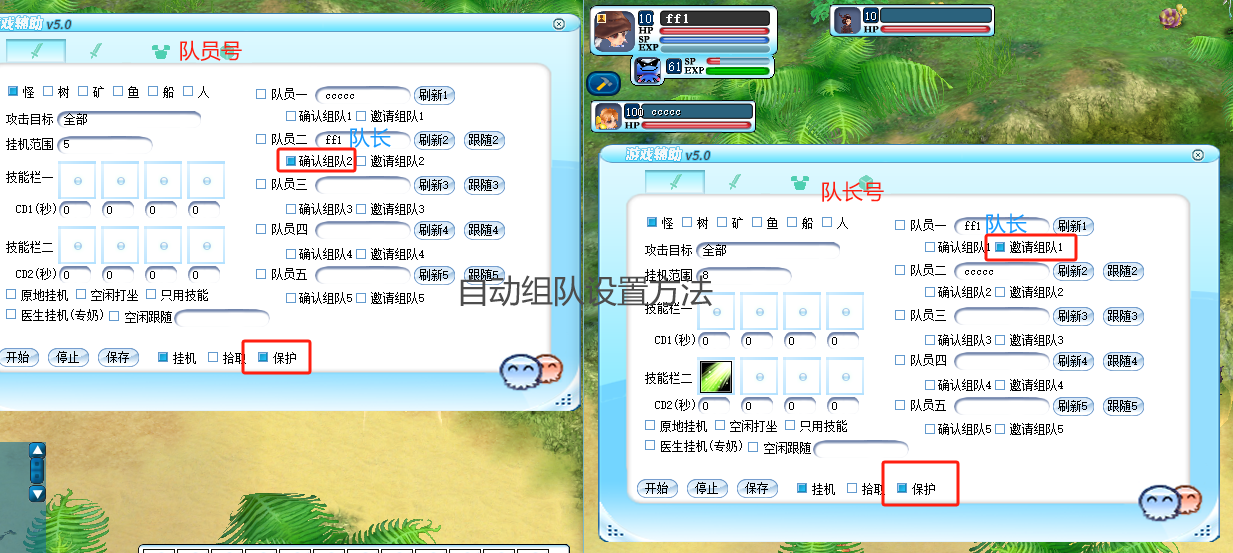 戏辅助 v5.0
队员号
怪 树 矿 鱼 船 人
攻击目标 全部
挂机范围 5
技能栏一
CD1(秒) 0 0 0 0
技能栏二
CD2(秒) 0 0 0 0
原地挂机 空闲打坐 只用技能
医生挂机(专奶) 空闲跟随
开始 停止 保存 挂机 拾取 保护
队员一 ccccc 刷新1
确认组队1 邀请组队1
队员二 ff1 队长 刷新2 跟随2
确认组队2 邀请组队2
队员三 刷新3 跟随3
确认组队3 邀请组队3
队员四 刷新4 跟随4
确认组队4 邀请组队4
队员五 刷新5 跟随5
确认组队5 邀请组队5
自动组队设置方法
10 ff1
HP
SP
EXP
61 SP
EXP
100 ccccc
HP
10
HP
游戏辅助 v5.0
队长号
怪 树 矿 鱼 船 人
攻击目标 全部
挂机范围 8
技能栏一
CD1(秒) 0 0 0 0
技能栏二
CD2(秒) 0 0 0 0
原地挂机 空闲打坐 只用技能
医生挂机(专奶) 空闲跟随
开始 停止 保存 挂机 拾取 保护
队员一 ff1 队长 刷新1
确认组队1 邀请组队1
队员二 ccccc 刷新2 跟随2
确认组队2 邀请组队2
队员三 刷新3 跟随3
确认组队3 邀请组队3
队员四 刷新4 跟随4
确认组队4 邀请组队4
队员五 刷新5 跟随5
确认组队5 邀请组队5